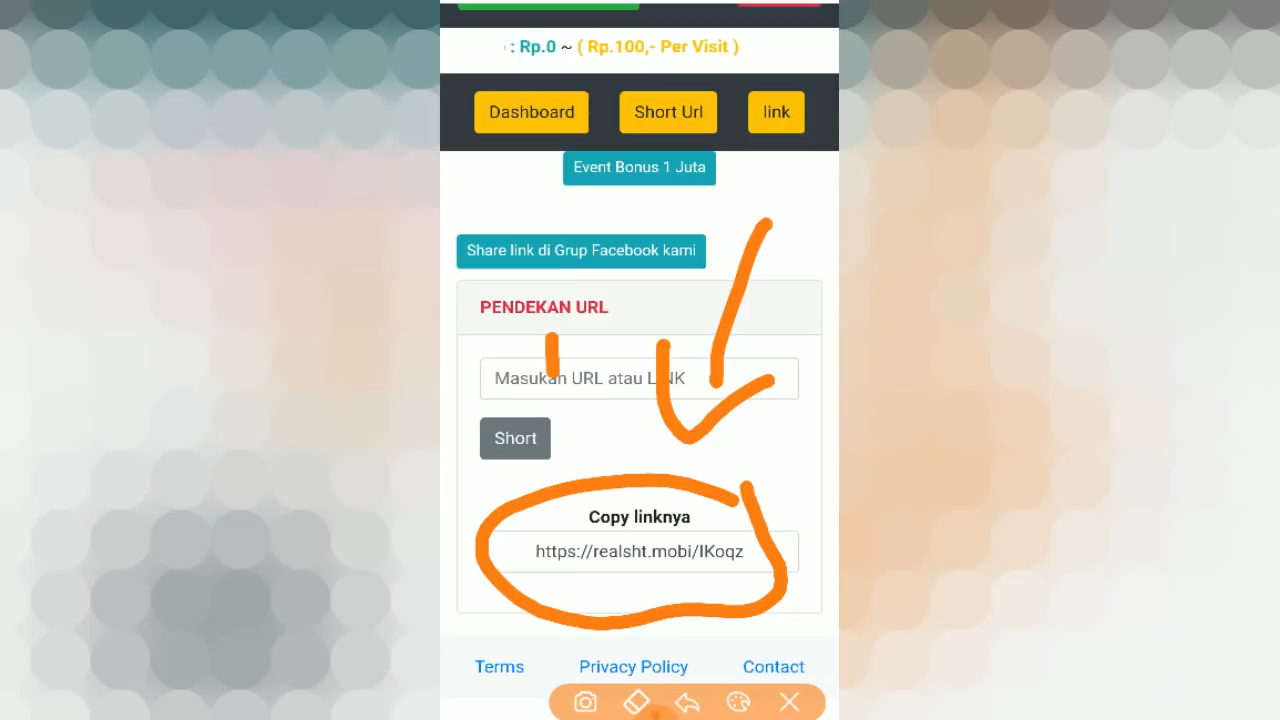 : Rp.0 ~ ( Rp.100,- Per Visit )
Dashboard Short Url link
Event Bonus 1 Juta
Share link di Grup Facebook kami
PENDEKAN URL
Masukan URL atau LINK
Short
Copy linknya
https://realsht.mobi/IKoqz
Terms Privacy Policy Contact